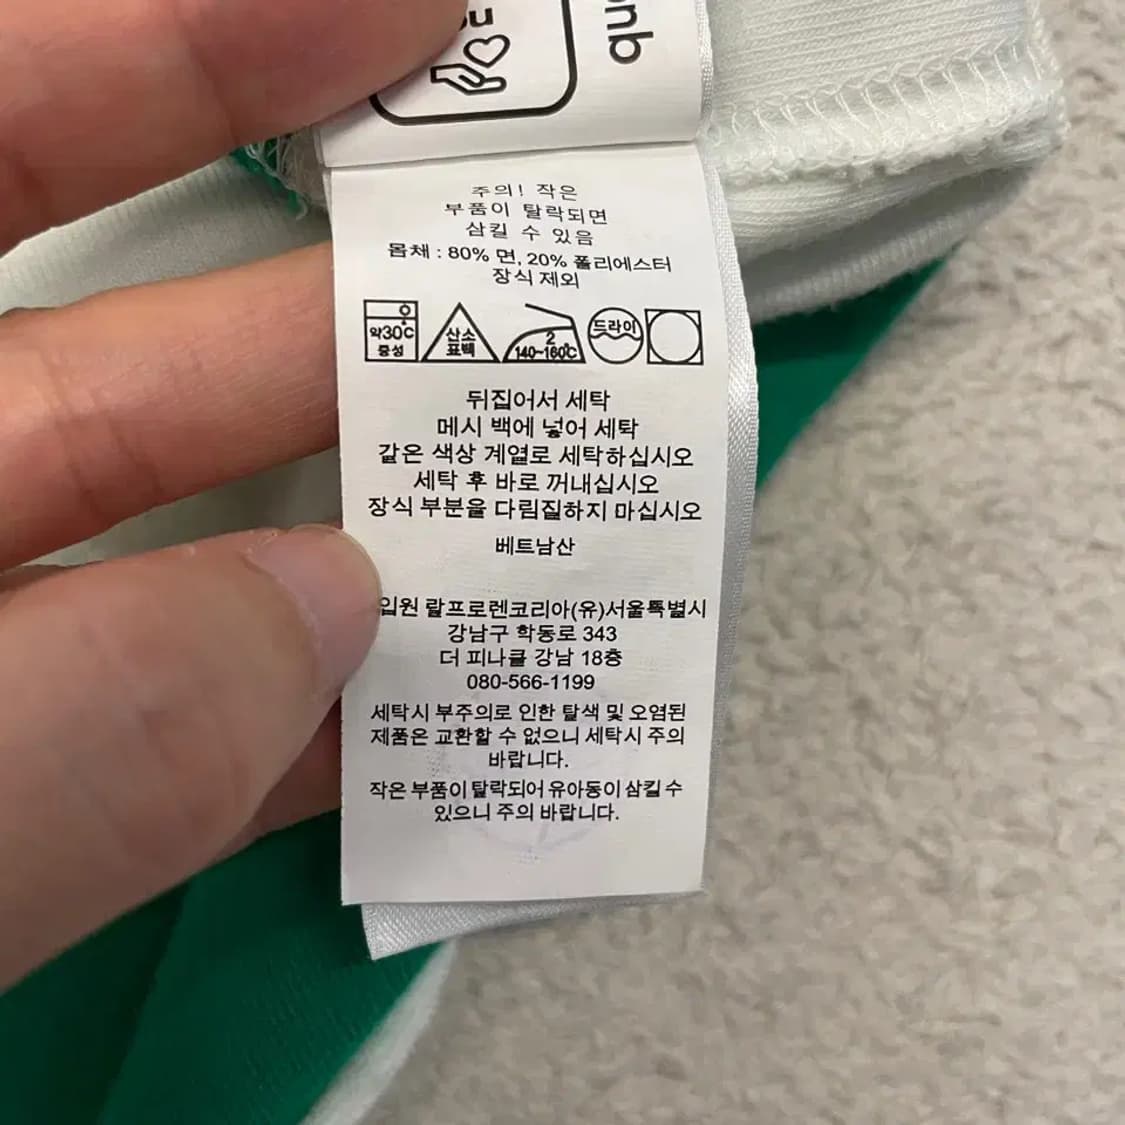 주의! 작은
부품이 탈락되면
삼킬 수 있음
몸체 : 80% 면, 20% 폴리에스터
장식 제외
약30℃
중성
산소
표백
2
140~160℃
드라이
뒤집어서 세탁
메시 백에 넣어 세탁
같은 색상 계열로 세탁하십시오
세탁 후 바로 꺼내십시오
장식 부분을 다림질하지 마십시오
베트남산
입원 랄프로렌코리아(유)서울특별시
강남구 학동로 343
더 피나클 강남 18층
080-566-1199
세탁시 부주의로 인한 탈색 및 오염된
제품은 교환할 수 없으니 세탁시 주의
바랍니다.
작은 부품이 탈락되어 유아동이 삼킬 수
있으니 주의 바랍니다.